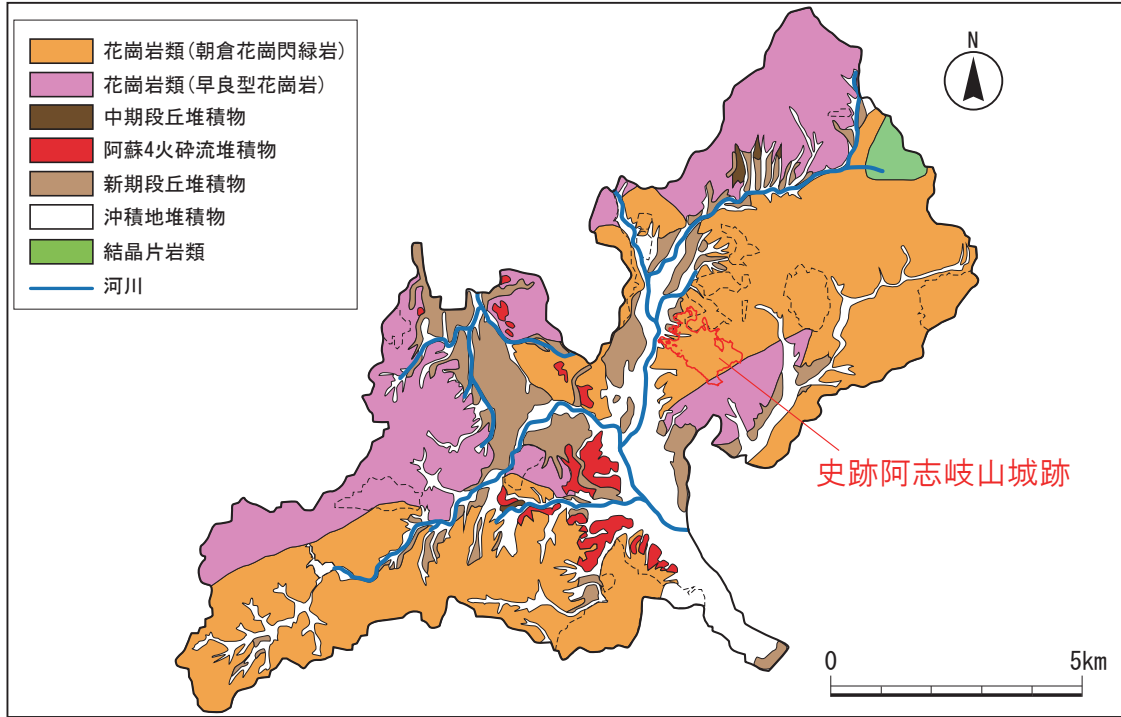 花崗岩類(朝倉花崗閃緑岩)
花崗岩類(早良型花崗岩)
中期段丘堆積物
阿蘇4火砕流堆積物
新期段丘堆積物
沖積地堆積物
結晶片岩類
河川
N
史跡阿志岐山城跡
0 5km